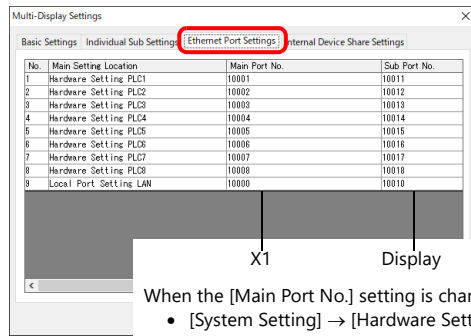 Multi-Display Settings
Basic Settings Individual Sub Settings Ethernet Port Settings Internal Device Share Settings
No. Main Setting Location Main Port No. Sub Port No.
1 Hardware Setting PLC1 10001 10011
2 Hardware Setting PLC2 10002 10012
3 Hardware Setting PLC3 10003 10013
4 Hardware Setting PLC4 10004 10014
5 Hardware Setting PLC5 10005 10015
6 Hardware Setting PLC6 10006 10016
7 Hardware Setting PLC7 10007 10017
8 Hardware Setting PLC8 10008 10018
9 Local Port Setting LAN 10000 10010
X1 Display
When the [Main Port No.] setting is chan
• [System Setting] → [Hardware Sett